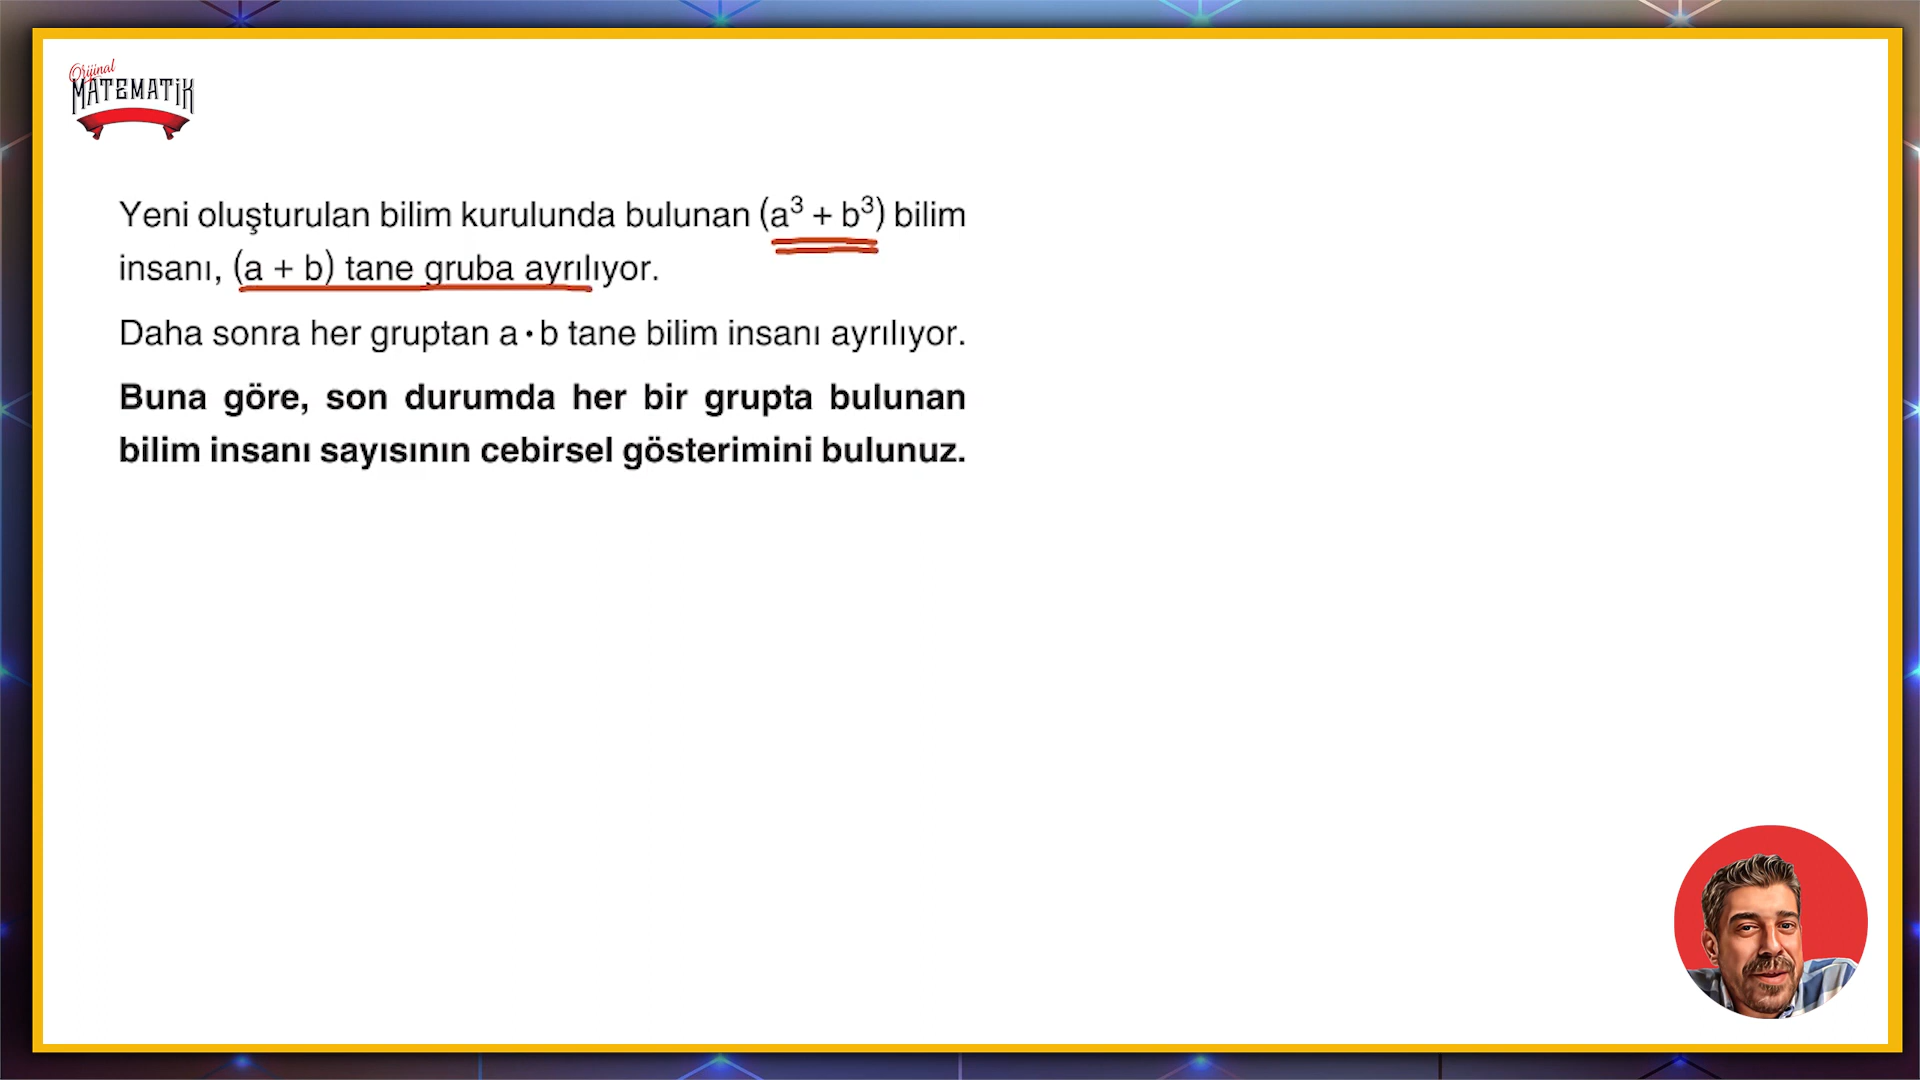 Orijinal
MATEMATİK
Yeni oluşturulan bilim kurulunda bulunan (a³ + b³) bilim
insanı, (a + b) tane gruba ayrılıyor.
Daha sonra her gruptan a · b tane bilim insanı ayrılıyor.
Buna göre, son durumda her bir grupta bulunan
bilim insanı sayısının cebirsel gösterimini bulunuz.